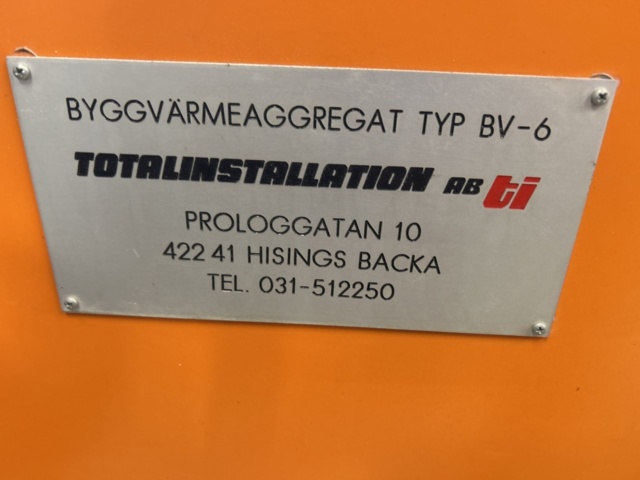 BYGGVÄRMEAGGREGAT TYP BV-6
TOTALINSTALLATION AB ti
PROLOGGATAN 10
422 41 HISINGS BACKA
TEL. 031-512250